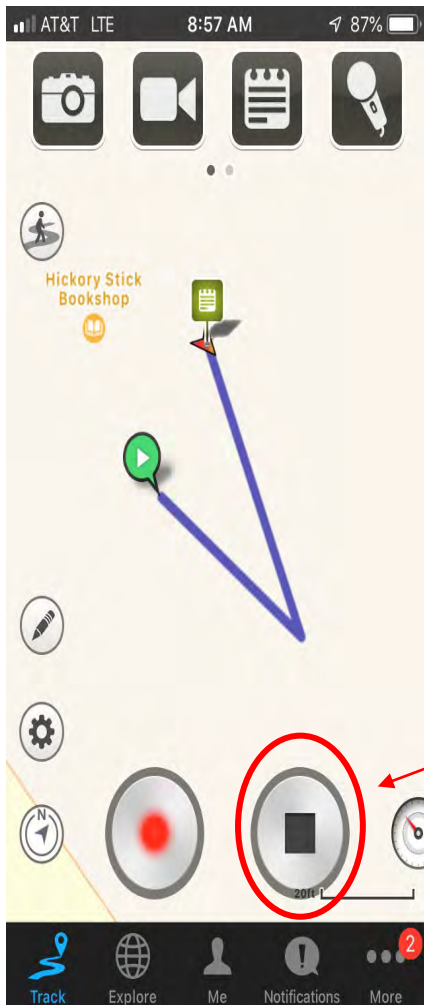 AT&T LTE 8:57 AM 87%
Hickory Stick
Bookshop
N
20ft
2
Track Explore Me Notifications More